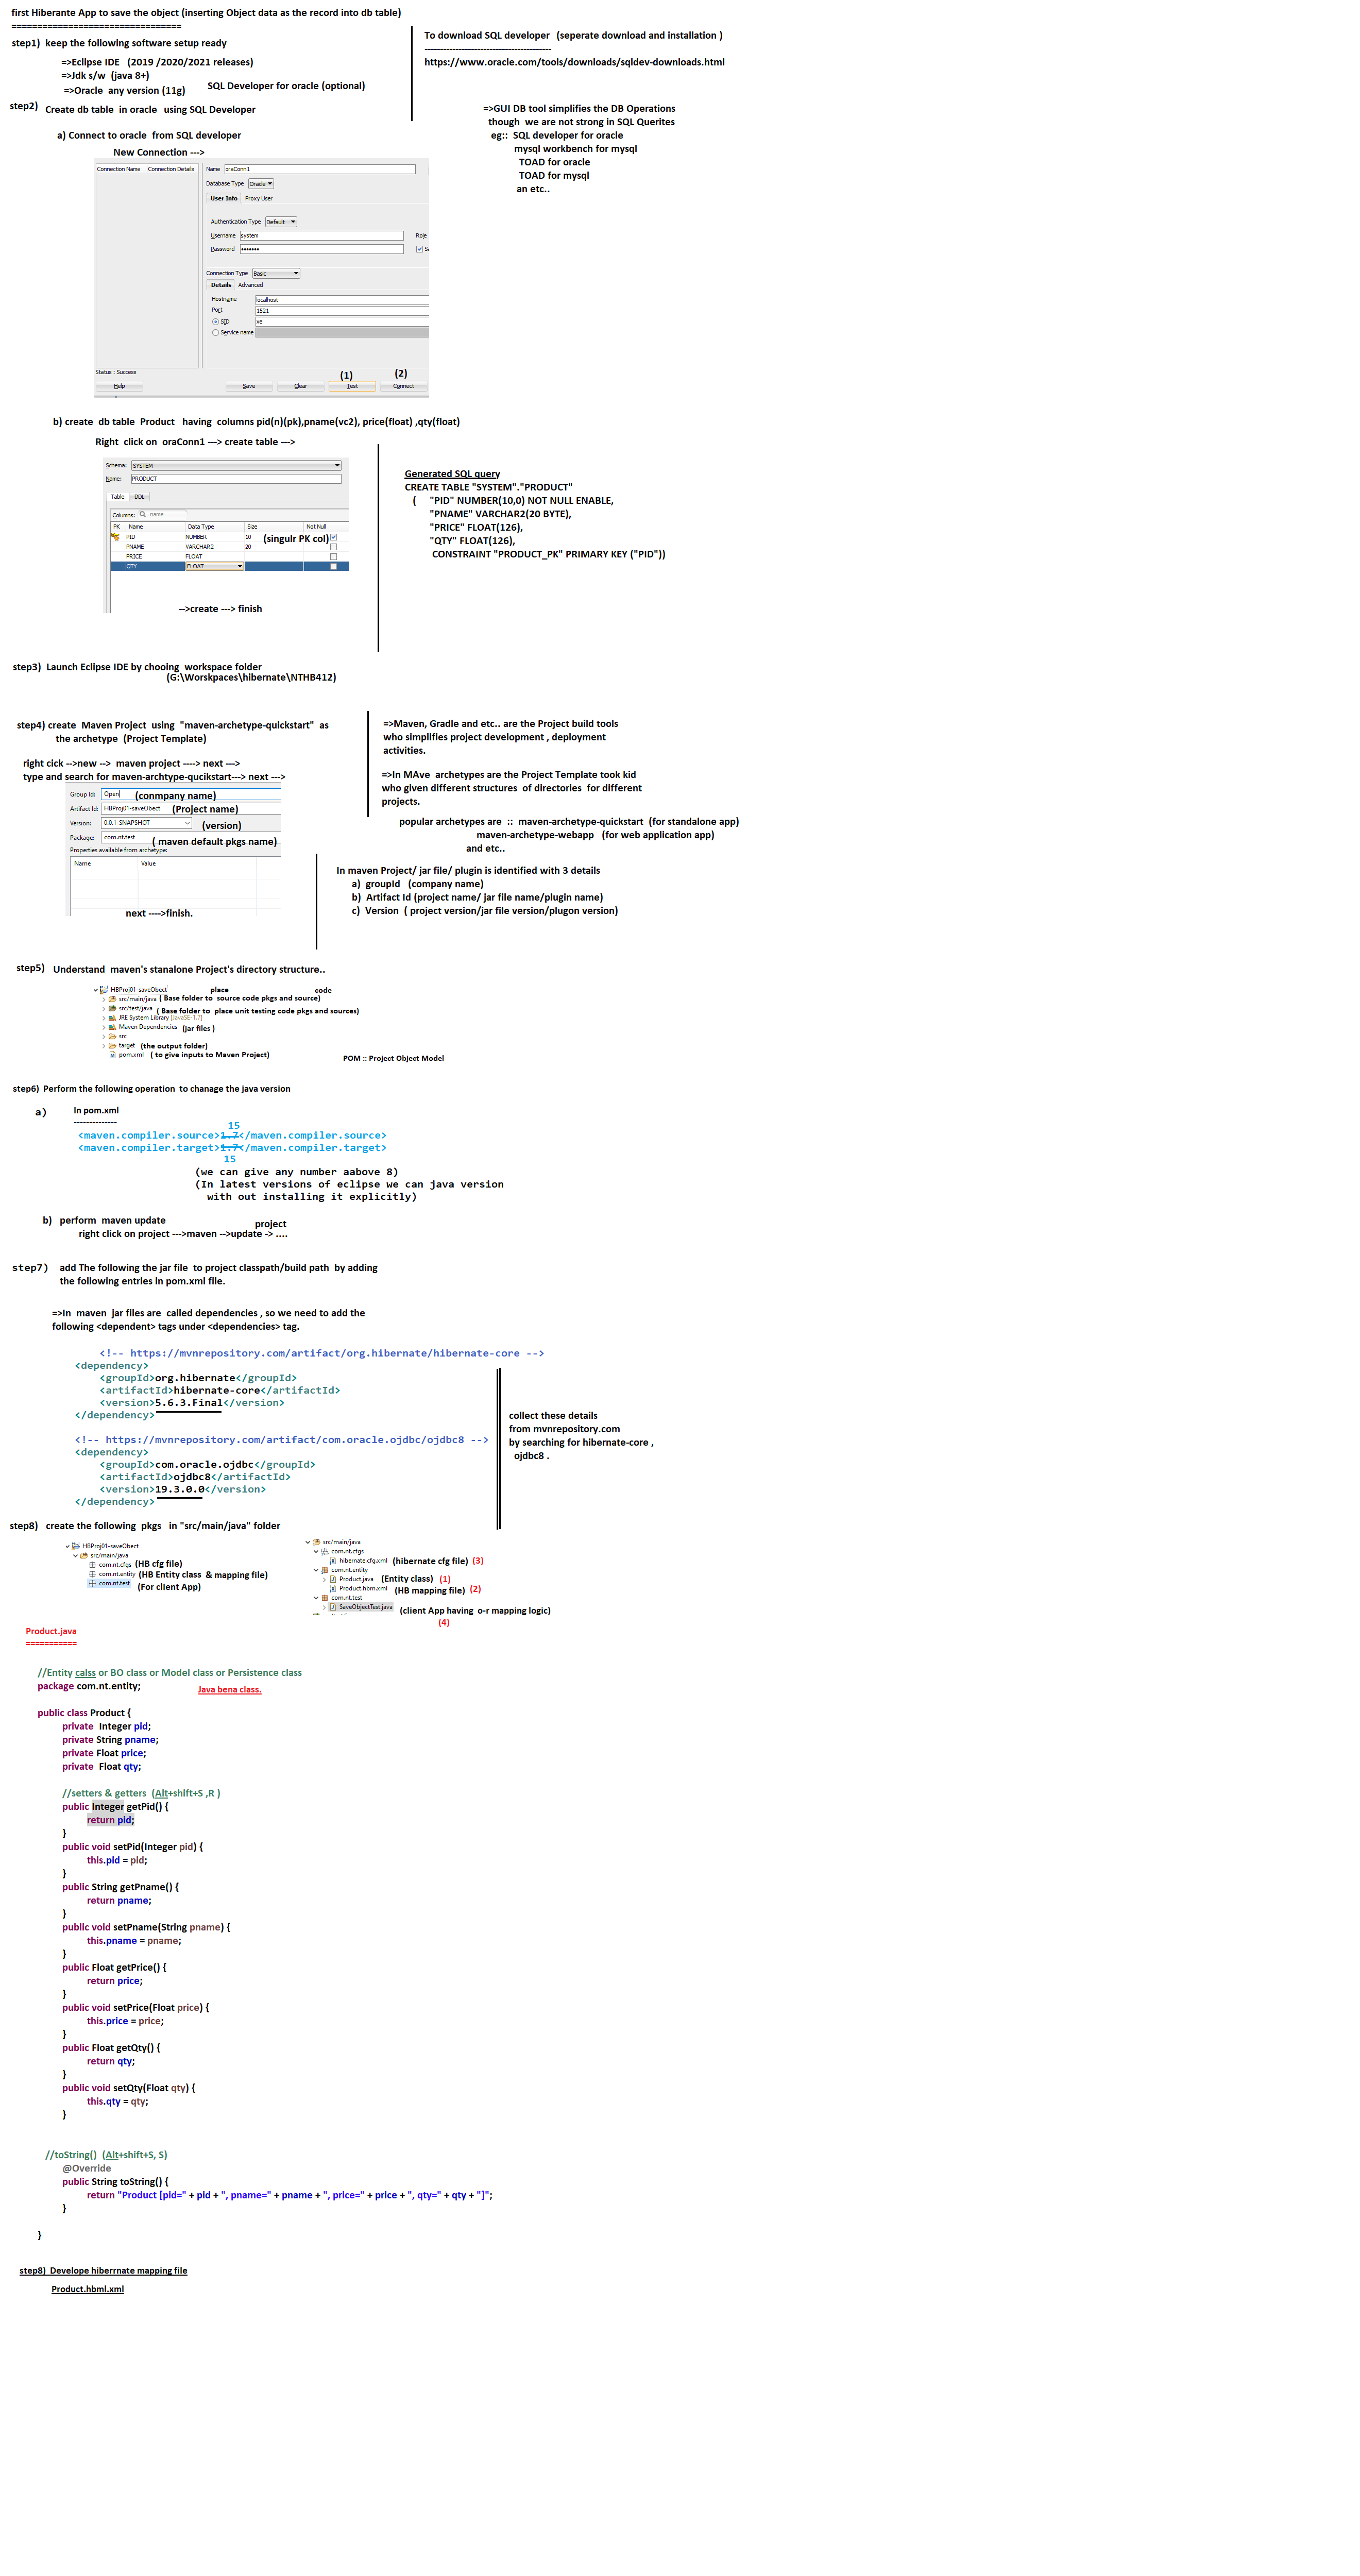 first Hiberante App to save the object (inserting Object data as the record into db table)
=================================
step1) keep the following software setup ready
=>Eclipse IDE (2019 /2020/2021 releases)
=>Jdk s/w (java 8+)
=>Oracle any version (11g)
SQL Developer for oracle (optional)
To download SQL developer (seperate download and installation )
-----------------------------------------
https://www.oracle.com/tools/downloads/sqldev-downloads.html
step2) Create db table in oracle using SQL Developer
=>GUI DB tool simplifies the DB Operations
though we are not strong in SQL Querites
eg:: SQL developer for oracle
mysql workbench for mysql
TOAD for oracle
TOAD for mysql
an etc..
a) Connect to oracle from SQL developer
New Connection --->
Connection Name Connection Details
Name oraConn1
Database Type Oracle
User Info Proxy User
Authentication Type Default
Username system Role
Password •••••••
Connection Type Basic
Details Advanced
Hostname localhost
Port 1521
SID xe
Service name
Status : Success
(1) (2)
Help Save Clear Test Connect
b) create db table Product having columns pid(n)(pk),pname(vc2), price(float) ,qty(float)
Right click on oraConn1 ---> create table --->
Schema: SYSTEM
Name: PRODUCT
Table DDL
Columns: name
PK Name Data Type Size Not Null
PID NUMBER 10 (singulr PK col)
PNAME VARCHAR2 20
PRICE FLOAT
QTY FLOAT
-->create ---> finish
Generated SQL query
CREATE TABLE "SYSTEM"."PRODUCT"
( "PID" NUMBER(10,0) NOT NULL ENABLE,
"PNAME" VARCHAR2(20 BYTE),
"PRICE" FLOAT(126),
"QTY" FLOAT(126),
CONSTRAINT "PRODUCT_PK" PRIMARY KEY ("PID"))
step3) Launch Eclipse IDE by chooing workspace folder
(G:\Worskpaces\hibernate\NTHB412)
step4) create Maven Project using "maven-archetype-quickstart" as
the archetype (Project Template)
right cick -->new --> maven project ----> next --->
type and search for maven-archtype-qucikstart---> next --->
Group Id: Open (conmpany name)
Artifact Id: HBProj01-saveObect (Project name)
Version: 0.0.1-SNAPSHOT (version)
Package: com.nt.test ( maven default pkgs name)
Properties available from archetype:
Name Value
next ---->finish.
=>Maven, Gradle and etc.. are the Project build tools
who simplifies project development , deployment
activities.
=>In MAve archetypes are the Project Template took kid
who given different structures of directories for different
projects.
popular archetypes are :: maven-archetype-quickstart (for standalone app)
maven-archetype-webapp (for web application app)
and etc..
In maven Project/ jar file/ plugin is identified with 3 details
a) groupId (company name)
b) Artifact Id (project name/ jar file name/plugin name)
c) Version ( project version/jar file version/plugon version)
step5) Understand maven's stanalone Project's directory structure..
HBProj01-saveObect place code
src/main/java ( Base folder to source code pkgs and source)
src/test/java ( Base folder to place unit testing code pkgs and sources)
JRE System Library [JavaSE-1.7]
Maven Dependencies (jar files )
src
target (the output folder)
pom.xml ( to give inputs to Maven Project)
POM :: Project Object Model
step6) Perform the following operation to chanage the java version
a) In pom.xml
--------------
15
<maven.compiler.source>1.7</maven.compiler.source>
<maven.compiler.target>1.7</maven.compiler.target>
15
(we can give any number aabove 8)
(In latest versions of eclipse we can java version
with out installing it explicitly)
b) perform maven update
project
right click on project --->maven -->update -> ....
step7) add The following the jar file to project classpath/build path by adding
the following entries in pom.xml file.
=>In maven jar files are called dependencies , so we need to add the
following <dependent> tags under <dependencies> tag.
<!-- https://mvnrepository.com/artifact/org.hibernate/hibernate-core -->
<dependency>
<groupId>org.hibernate</groupId>
<artifactId>hibernate-core</artifactId>
<version>5.6.3.Final</version>
</dependency>
<!-- https://mvnrepository.com/artifact/com.oracle.ojdbc/ojdbc8 -->
<dependency>
<groupId>com.oracle.ojdbc</groupId>
<artifactId>ojdbc8</artifactId>
<version>19.3.0.0</version>
</dependency>
collect these details
from mvnrepository.com
by searching for hibernate-core ,
ojdbc8 .
step8) create the following pkgs in "src/main/java" folder
HBProj01-saveObect
src/main/java
com.nt.cfgs (HB cfg file)
com.nt.entity (HB Entity class & mapping file)
com.nt.test (For client App)
src/main/java
com.nt.cfgs
hibernate.cfg.xml (hibernate cfg file) (3)
com.nt.entity
Product.java (Entity class) (1)
Product.hbm.xml (HB mapping file) (2)
com.nt.test
SaveObjectTest.java (client App having o-r mapping logic)
(4)
Product.java
===========
//Entity calss or BO class or Model class or Persistence class
package com.nt.entity;
Java bena class.
public class Product {
private Integer pid;
private String pname;
private Float price;
private Float qty;
//setters & getters (Alt+shift+S ,R )
public Integer getPid() {
return pid;
}
public void setPid(Integer pid) {
this.pid = pid;
}
public String getPname() {
return pname;
}
public void setPname(String pname) {
this.pname = pname;
}
public Float getPrice() {
return price;
}
public void setPrice(Float price) {
this.price = price;
}
public Float getQty() {
return qty;
}
public void setQty(Float qty) {
this.qty = qty;
}
//toString() (Alt+shift+S, S)
@Override
public String toString() {
return "Product [pid=" + pid + ", pname=" + pname + ", price=" + price + ", qty=" + qty + "]";
}
}
step8) Develope hiberrnate mapping file
Product.hbml.xml